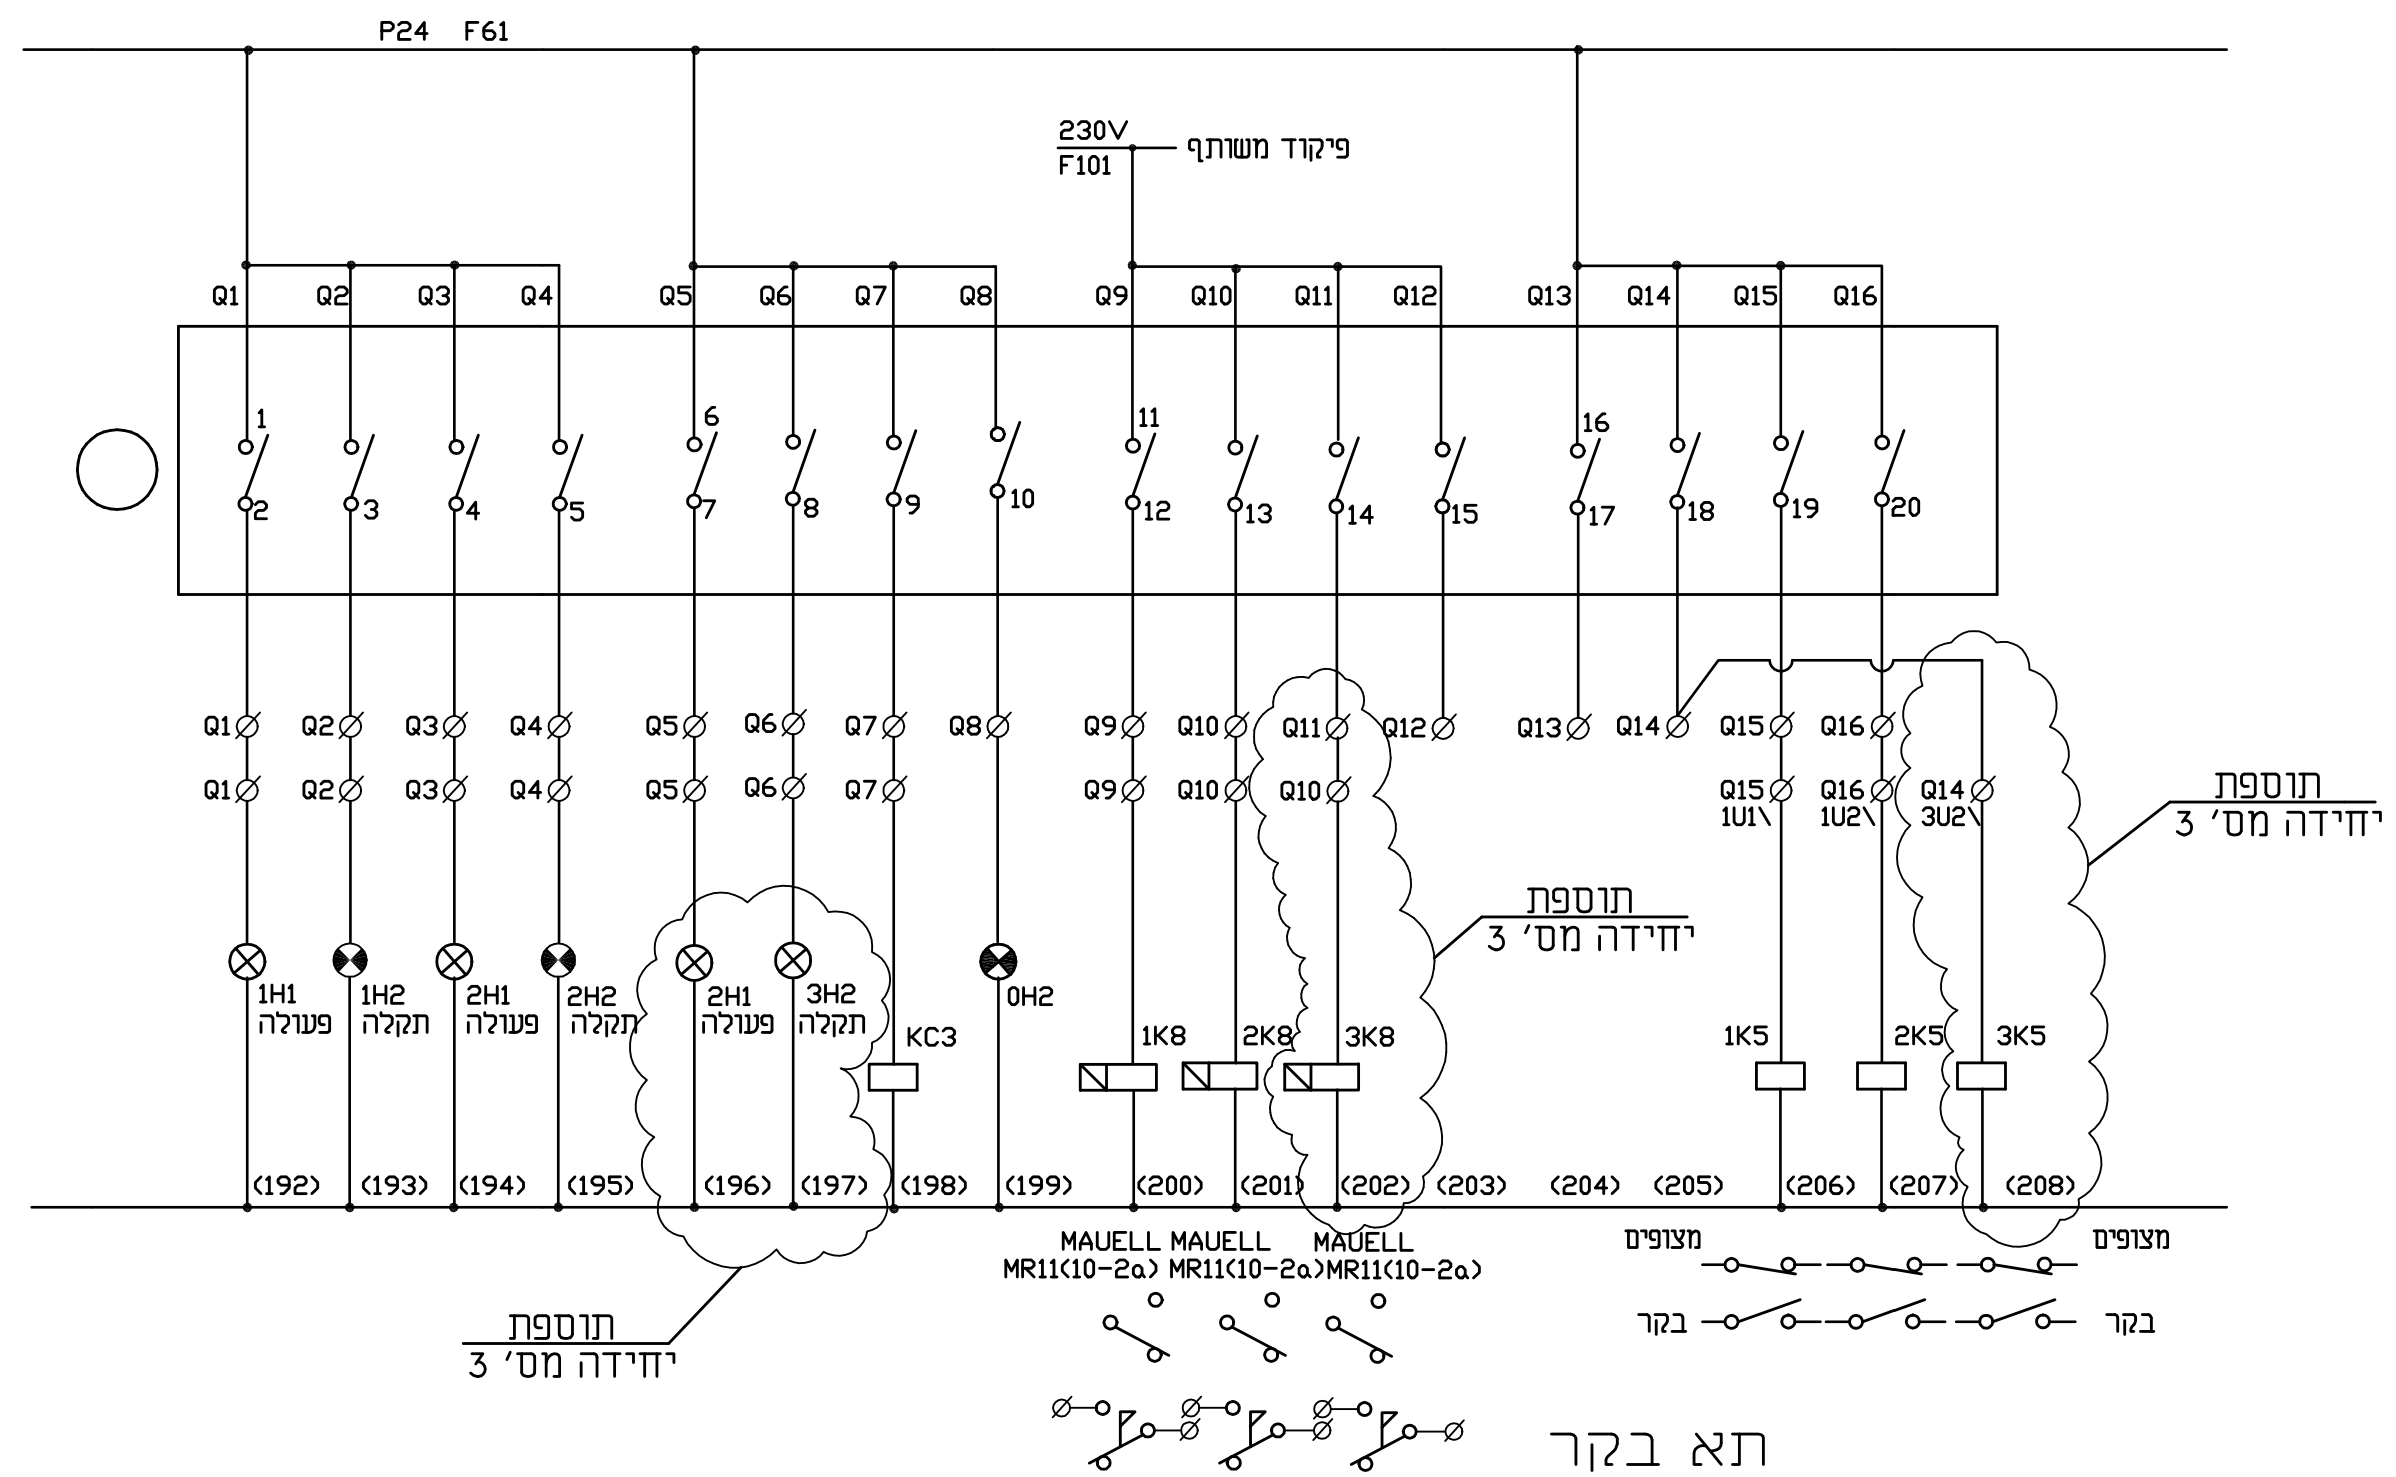 P24 F61
230V
F101
פיקוד משותף
Q1 Q2 Q3 Q4 Q5 Q6 Q7 Q8 Q9 Q10 Q11 Q12 Q13 Q14 Q15 Q16
1 6 11 16
2 3 4 5 7 8 9 10 12 13 14 15 17 18 19 20
Q1 Q2 Q3 Q4 Q5 Q6 Q7 Q8 Q9 Q10 Q11 Q12 Q13 Q14 Q15 Q16
Q1 Q2 Q3 Q4 Q5 Q6 Q7 Q9 Q10 Q10 Q15 Q16 Q14
1U1\ 1U2\ 3U2\
תוספת
יחידה מס' 3
תוספת
יחידה מס' 3
1H1 1H2 2H1 2H2 2H1 3H2 0H2
פעולה תקלה פעולה תקלה פעולה תקלה
KC3 1K8 2K8 3K8 1K5 2K5 3K5
(192) (193) (194) (195) (196) (197) (198) (199) (200) (201) (202) (203) (204) (205) (206) (207) (208)
MAUELL MAUELL MAUELL
MR11(10-2a) MR11(10-2a) MR11(10-2a)
מצופים מצופים
בקר בקר
תוספת
יחידה מס' 3
תא בקר